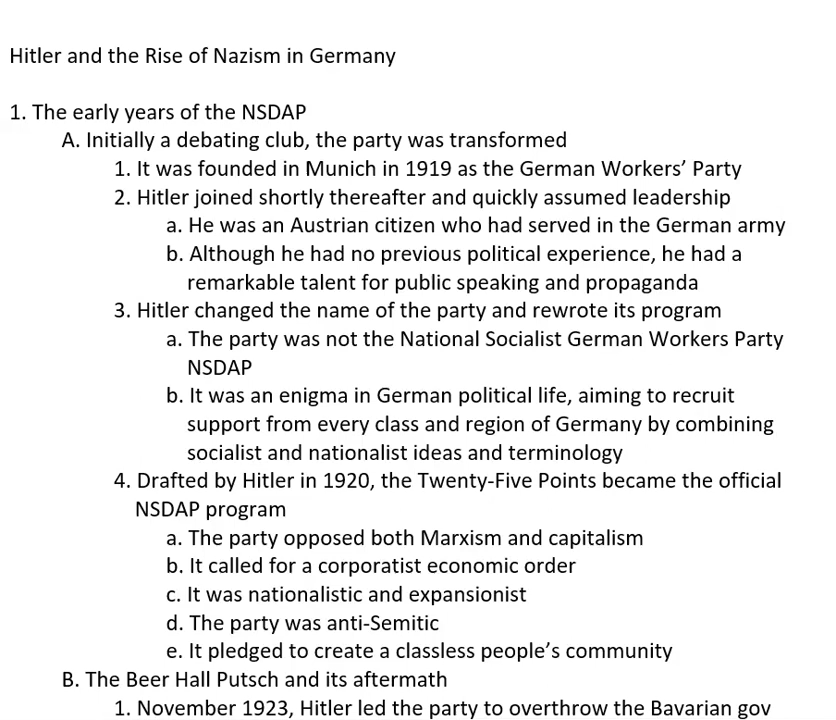 Hitler and the Rise of Nazism in Germany
1. The early years of the NSDAP
A. Initially a debating club, the party was transformed
1. It was founded in Munich in 1919 as the German Workers’ Party
2. Hitler joined shortly thereafter and quickly assumed leadership
a. He was an Austrian citizen who had served in the German army
b. Although he had no previous political experience, he had a
remarkable talent for public speaking and propaganda
3. Hitler changed the name of the party and rewrote its program
a. The party was not the National Socialist German Workers Party
NSDAP
b. It was an enigma in German political life, aiming to recruit
support from every class and region of Germany by combining
socialist and nationalist ideas and terminology
4. Drafted by Hitler in 1920, the Twenty-Five Points became the official
NSDAP program
a. The party opposed both Marxism and capitalism
b. It called for a corporatist economic order
c. It was nationalistic and expansionist
d. The party was anti-Semitic
e. It pledged to create a classless people’s community
B. The Beer Hall Putsch and its aftermath
1. November 1923, Hitler led the party to overthrow the Bavarian gov